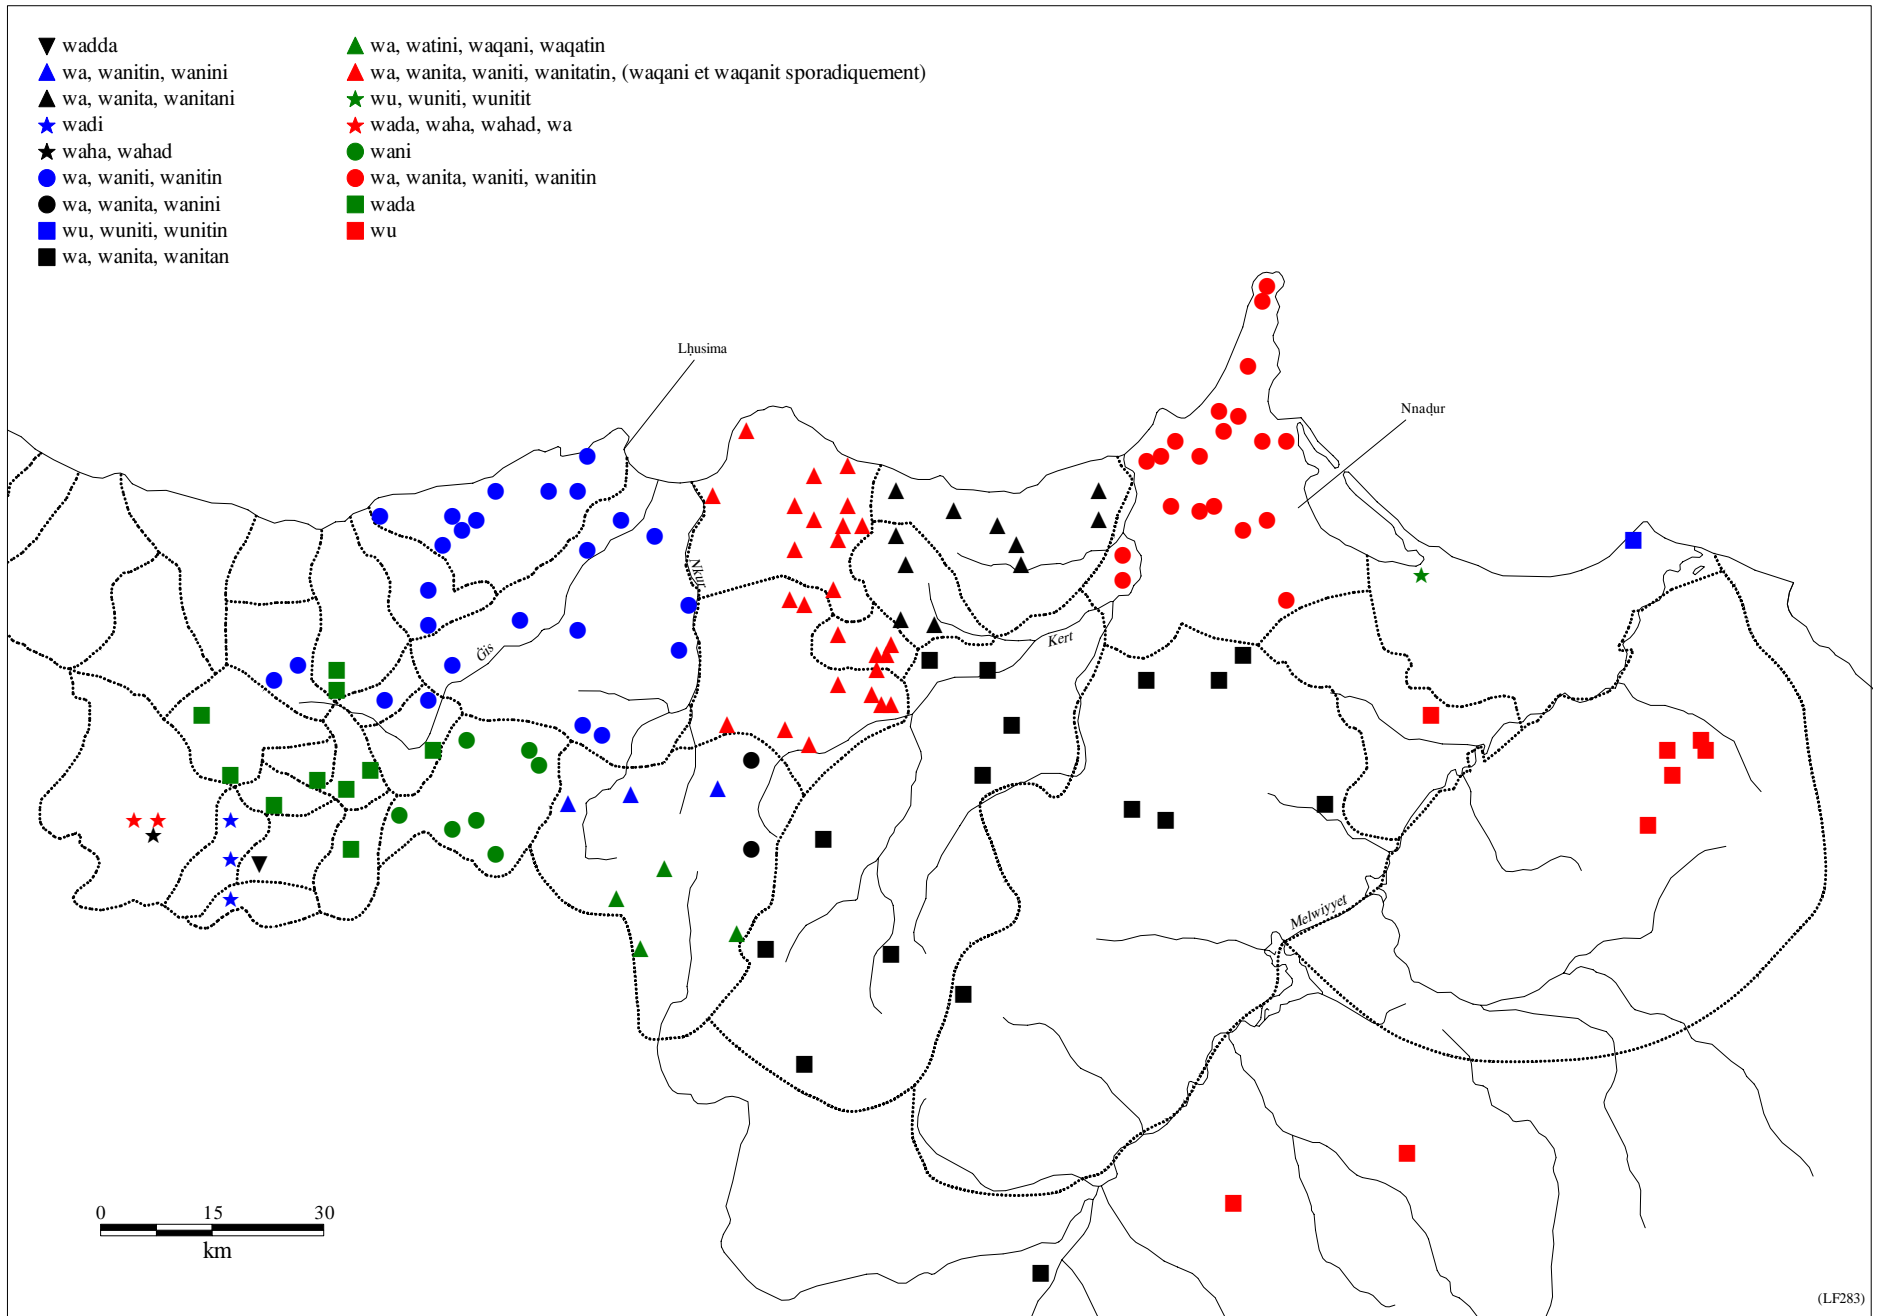 wadda
wa, wanitin, wanini
wa, wanita, wanitani
wadi
waha, wahad
wa, waniti, wanitin
wa, wanita, wanini
wu, wuniti, wunitin
wa, wanita, wanitan
wa, watini, waqani, waqatin
wa, wanita, waniti, wanitatin, (waqani et waqanit sporadiquement)
wu, wuniti, wunitit
wada, waha, wahad, wa
wani
wa, wanita, waniti, wanitin
wada
wu
Lḥusima
Nnaḍur
Nkur
Kert
Ġis
Melwiyyet
0 15 30
km
(LF283)